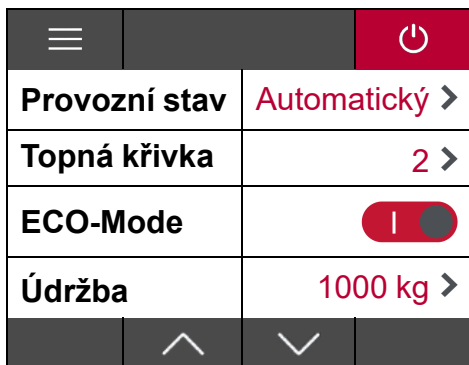 Provozní stav Automatický
Topná křivka 2
ECO-Mode
Údržba 1000 kg